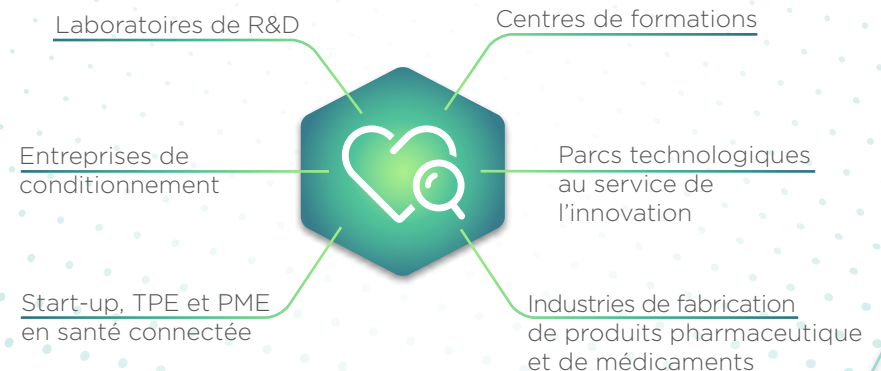 Laboratoires de R&D
Centres de formations
Entreprises de
conditionnement
Parcs technologiques
au service de
l'innovation
Start-up, TPE et PME
en santé connectée
Industries de fabrication
de produits pharmaceutique
et de médicaments